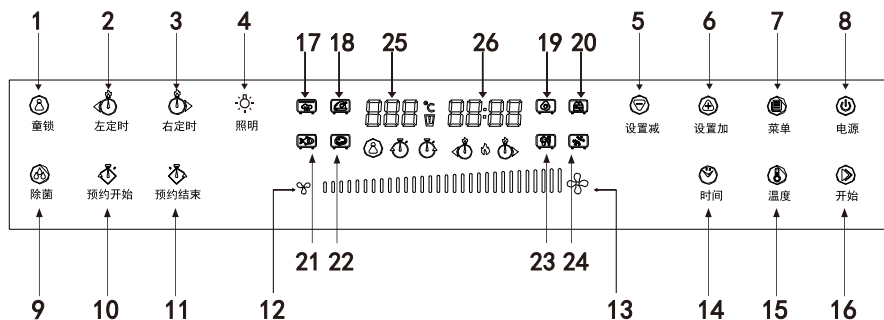 1 2 3 4 17 18 25 26 19 20 5 6 7 8
℃
888 88:88
童锁 左定时 右定时 照明 设置减 设置加 菜单 电源
除菌 预约开始 预约结束 时间 温度 开始
21 22 12 23 24 13
9 10 11 14 15 16